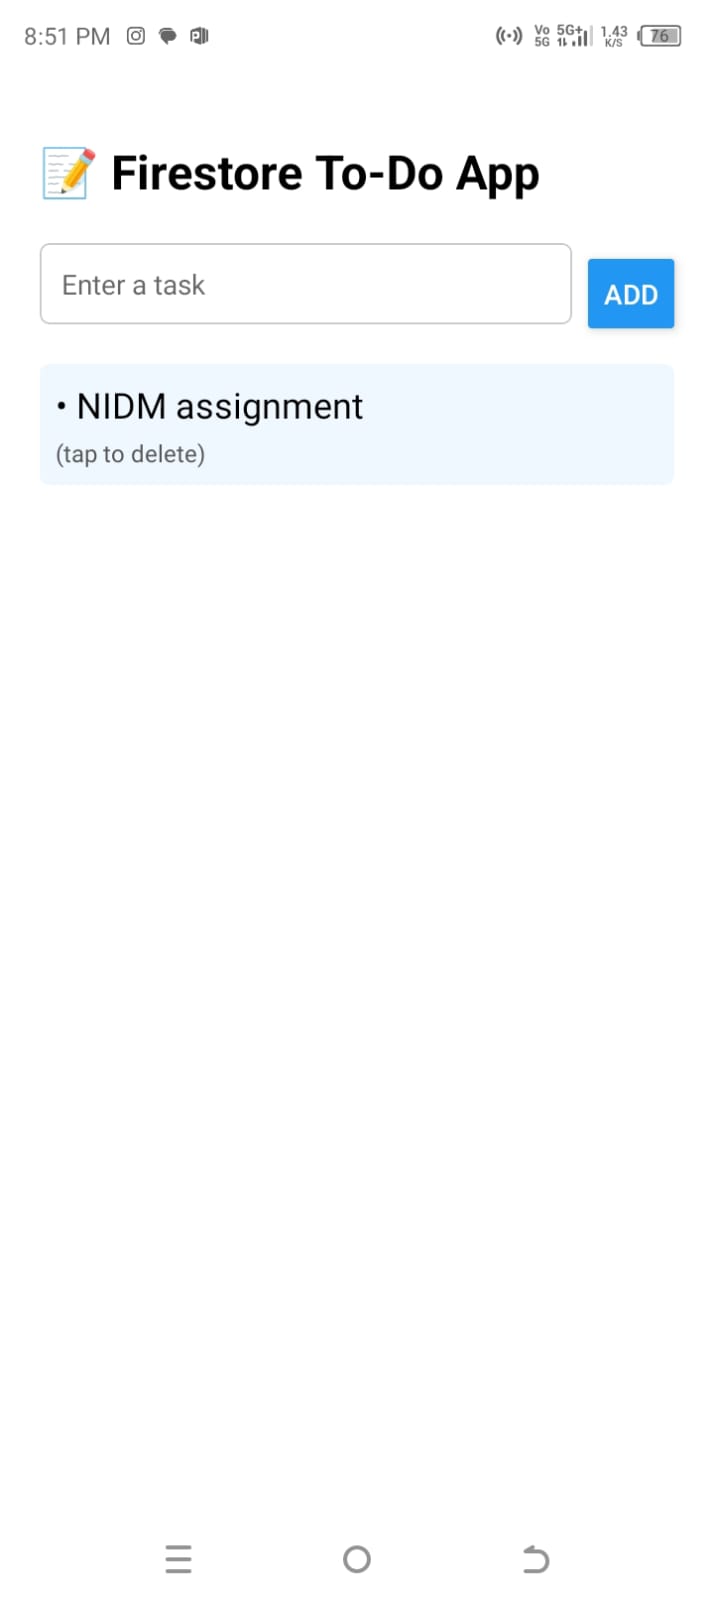 8:51 PM
Vo 5G 5G+ 1.43 K/S 76
📝 Firestore To-Do App
Enter a task
ADD
• NIDM assignment
(tap to delete)